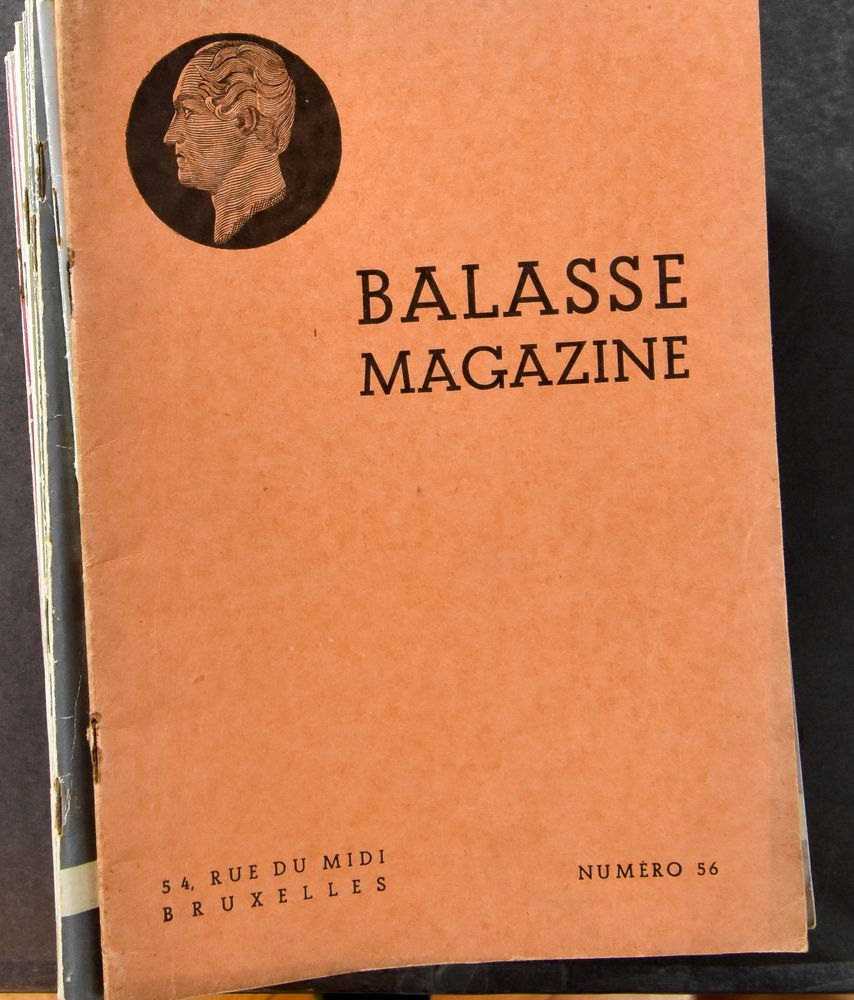 BALASSE
MAGAZINE
54, RUE DU MIDI
BRUXELLES
NUMÉRO 56